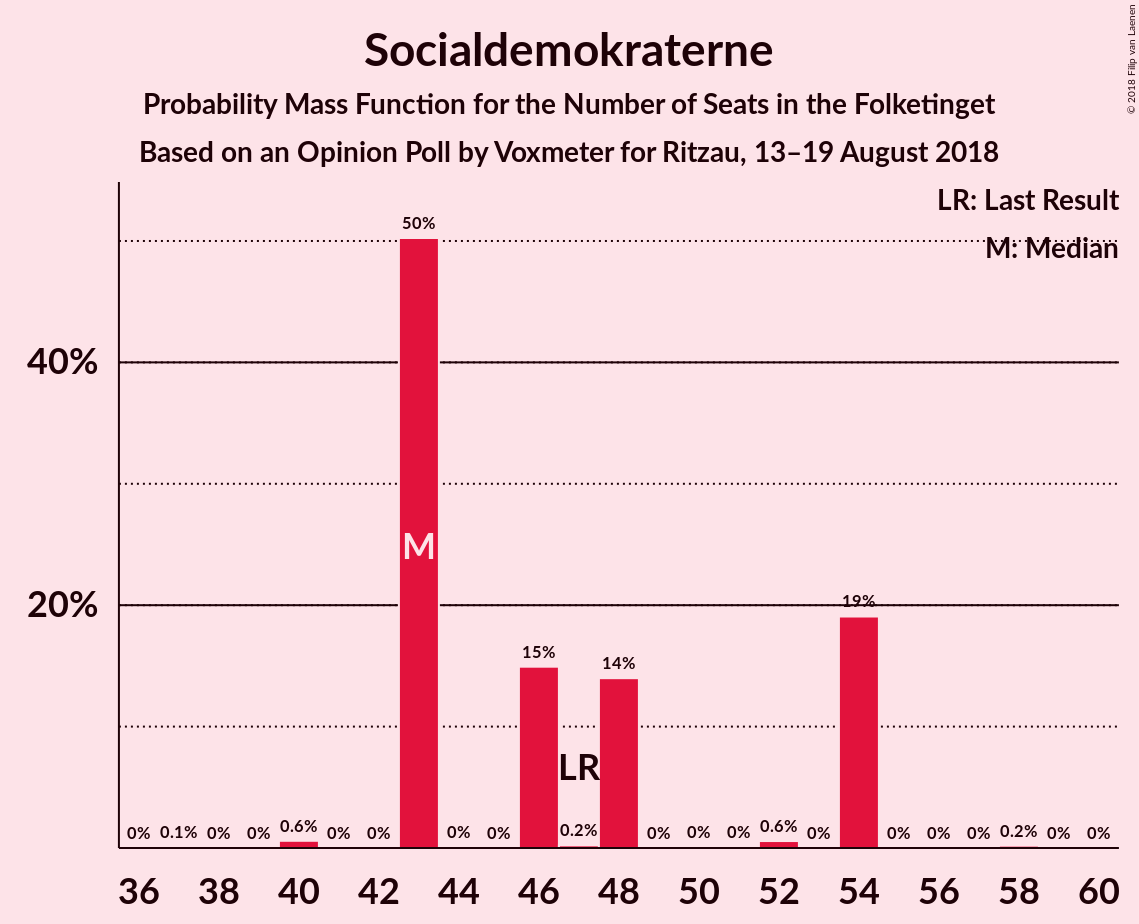 Socialdemokraterne
Probability Mass Function for the Number of Seats in the Folketinget
Based on an Opinion Poll by Voxmeter for Ritzau, 13–19 August 2018
© 2018 Filip van Laenen
LR: Last Result
M: Median
40%
20%
0% 0.1% 0% 0% 0.6% 0% 0% 50% 0% 0% 15% 0.2% 14% 0% 0% 0% 0.6% 0% 19% 0% 0% 0% 0.2% 0% 0%
M
LR
36 38 40 42 44 46 48 50 52 54 56 58 60